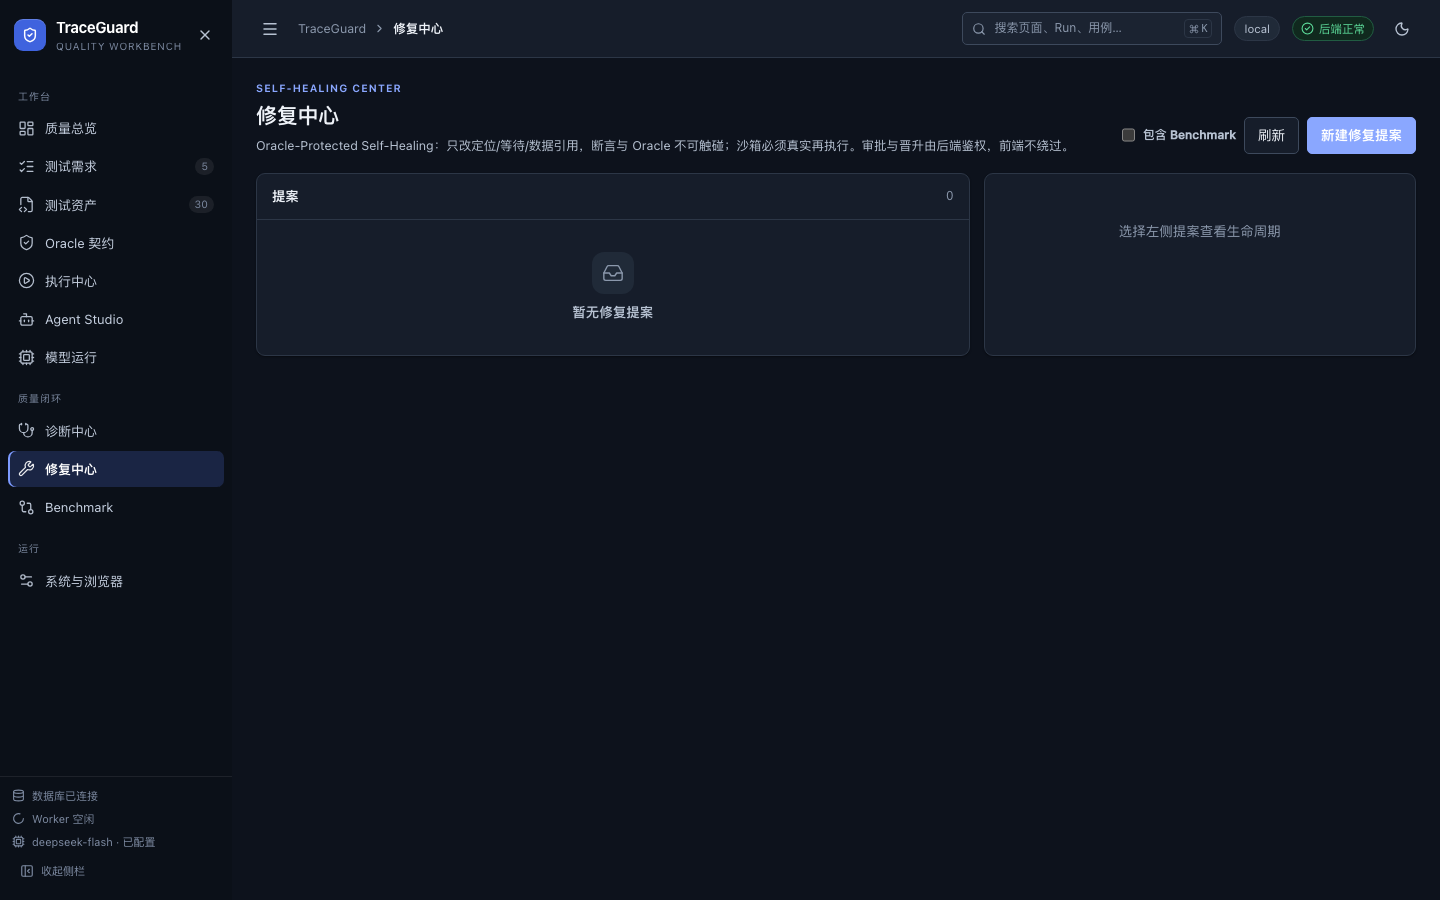 TraceGuard
QUALITY WORKBENCH
工作台
质量总览
测试需求 5
测试资产 30
Oracle 契约
执行中心
Agent Studio
模型运行
质量闭环
诊断中心
修复中心
Benchmark
运行
系统与浏览器
数据库已连接
Worker 空闲
deepseek-flash · 已配置
收起侧栏
TraceGuard > 修复中心
搜索页面、Run、用例... ⌘ K
local
后端正常
SELF-HEALING CENTER
修复中心
Oracle-Protected Self-Healing：只改定位/等待/数据引用，断言与 Oracle 不可触碰；沙箱必须真实再执行。审批与晋升由后端鉴权，前端不绕过。
包含 Benchmark
刷新
新建修复提案
提案 0
暂无修复提案
选择左侧提案查看生命周期